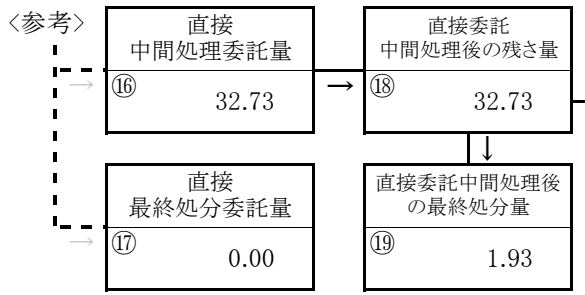 <参考>
直接
中間処理委託量
⑯
32.73
→
→
直接委託
中間処理後の残さ量
⑱
32.73
↓
直接
最終処分委託量
→
⑰
0.00
直接委託中間処理後
の最終処分量
⑲
1.93